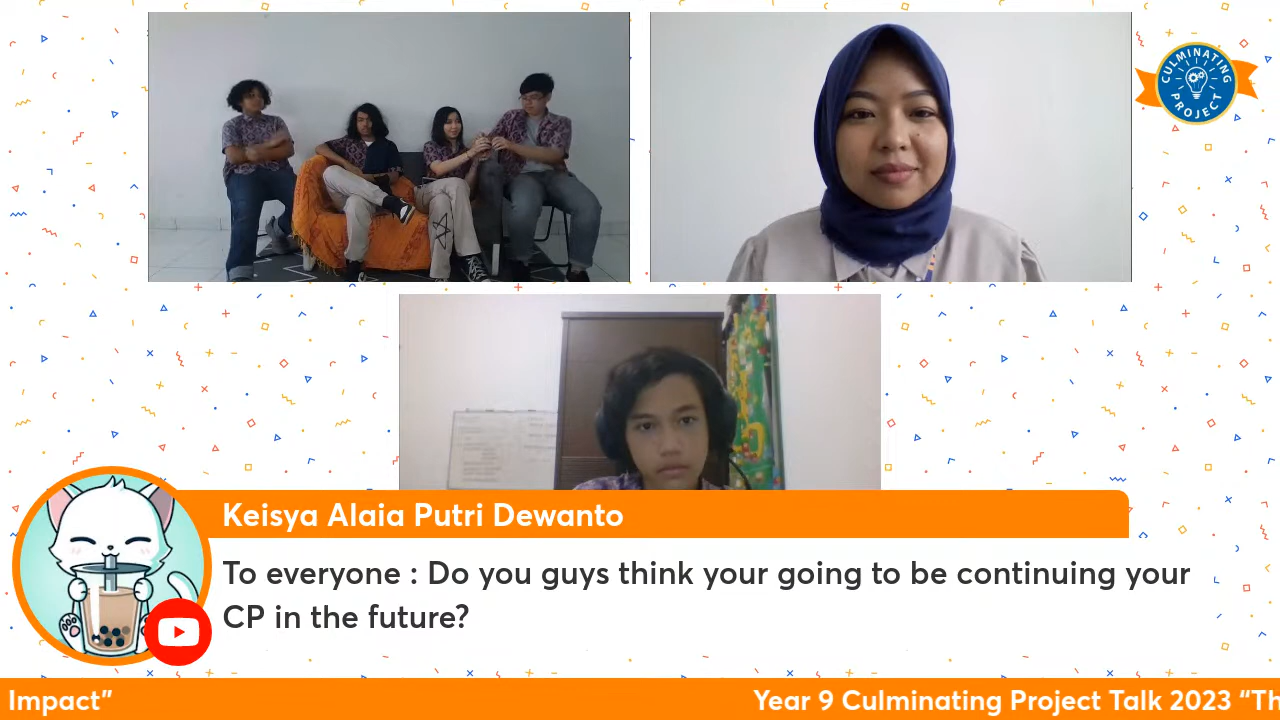 CULMINATING
PROJECT
Keisya Alaia Putri Dewanto
To everyone : Do you guys think your going to be continuing your
CP in the future?
Impact” Year 9 Culminating Project Talk 2023 “Th